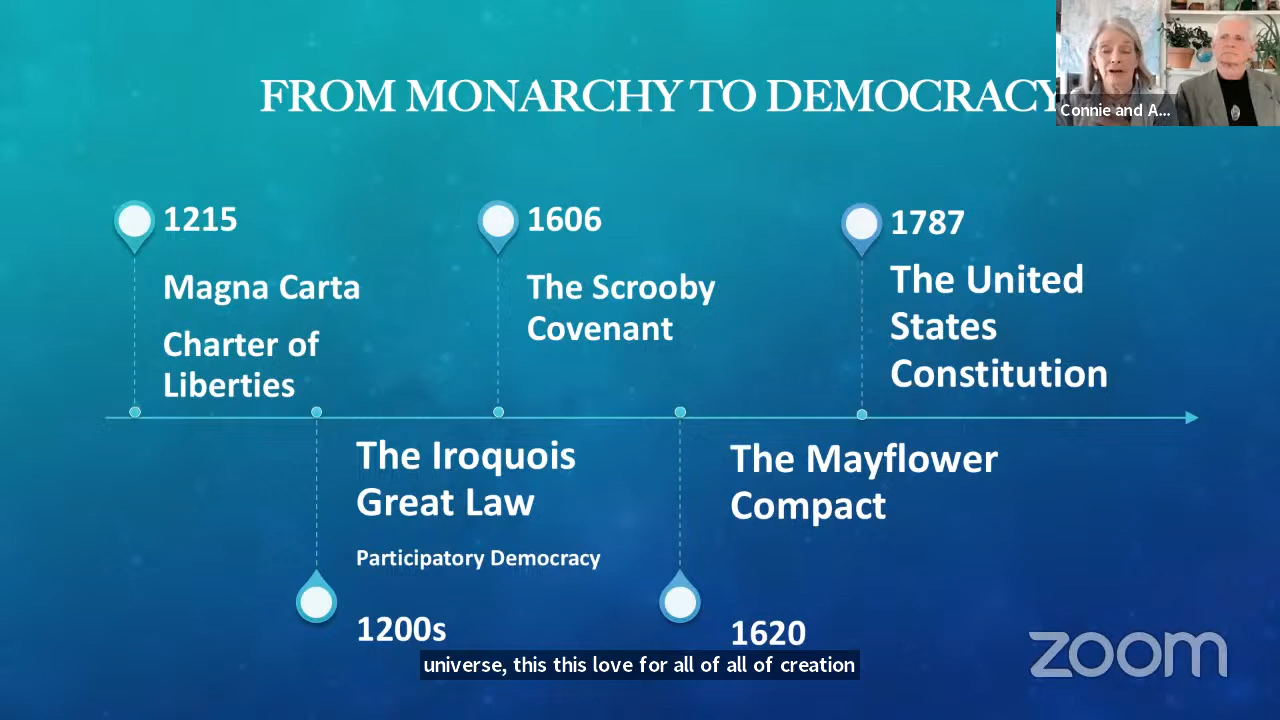 FROM MONARCHY TO DEMOCRACY
Connie and A...
1215
Magna Carta
Charter of
Liberties
1606
The Scrooby
Covenant
1787
The United
States
Constitution
The Iroquois
Great Law
Participatory Democracy
1200s
The Mayflower
Compact
1620
universe, this this love for all of all of creation
zoom